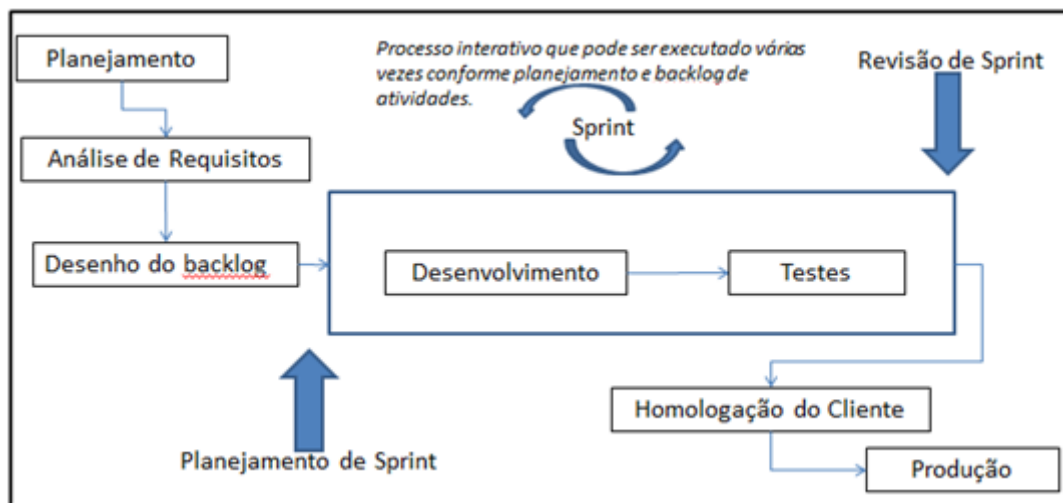 Planejamento
Processo interativo que pode ser executado várias
vezes conforme planejamento e backlog de
atividades.
Revisão de Sprint
Sprint
Análise de Requisitos
Desenho do backlog
Desenvolvimento
Testes
Planejamento de Sprint
Homologação do Cliente
Produção